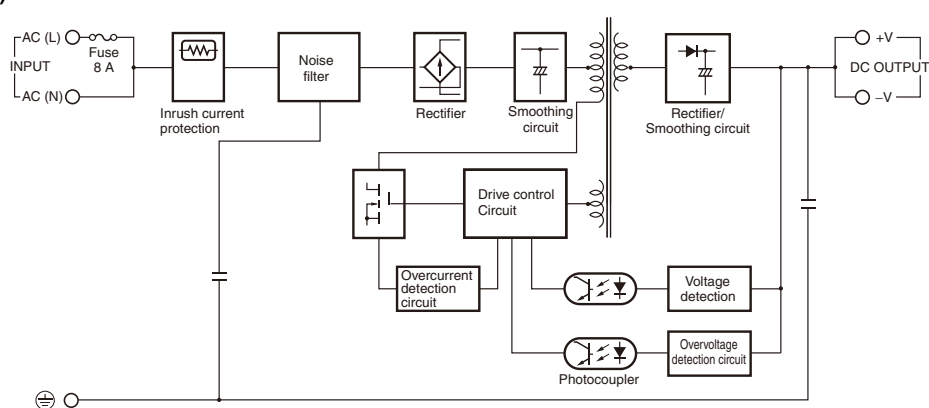 )
AC (L)
Fuse
8 A
INPUT
AC (N)
Inrush current
protection
Noise
filter
Rectifier
Smoothing
circuit
Rectifier/
Smoothing circuit
+V
DC OUTPUT
–V
Drive control
Circuit
Overcurrent
detection
circuit
Voltage
detection
Overvoltage
detection circuit
Photocoupler